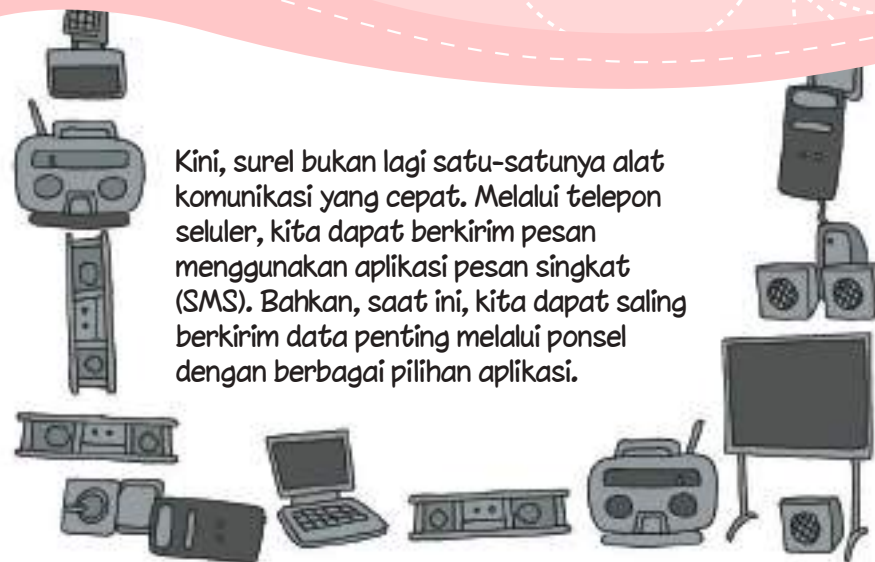 Kini, surel bukan lagi satu-satunya alat
komunikasi yang cepat. Melalui telepon
seluler, kita dapat berkirim pesan
menggunakan aplikasi pesan singkat
(SMS). Bahkan, saat ini, kita dapat saling
berkirim data penting melalui ponsel
dengan berbagai pilihan aplikasi.